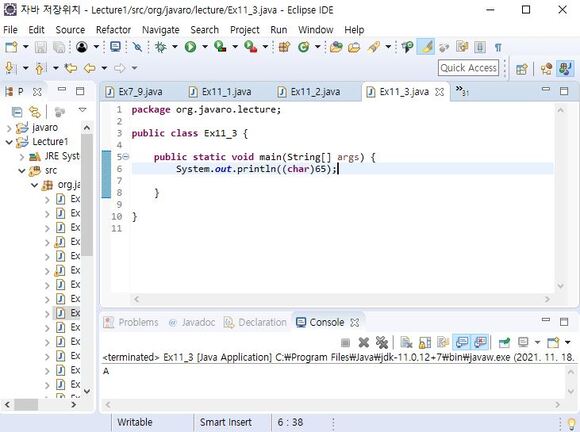 자바 저장위치 - Lecture1/src/org/javaro/lecture/Ex11_3.java - Eclipse IDE
File Edit Source Refactor Navigate Search Project Run Window Help
Quick Access
P
Ex7_9.java Ex11_1.java Ex11_2.java Ex11_3.java »31
javaro
Lecture1
JRE Syst
src
org.ja
Ex
Ex
Ex
Ex
Ex
Ex
Ex
Ex
Ex
Ex
Ex
Ex
Ex
Ex
1 package org.javaro.lecture;
2
3 public class Ex11_3 {
4
5 public static void main(String[] args) {
6 System.out.println((char)65);
7
8 }
9
10 }
11
Problems Javadoc Declaration Console
<terminated> Ex11_3 [Java Application] C:₩Program Files₩Java₩jdk-11.0.12+7₩bin₩javaw.exe (2021. 11. 18.
A
Writable Smart Insert 6 : 38